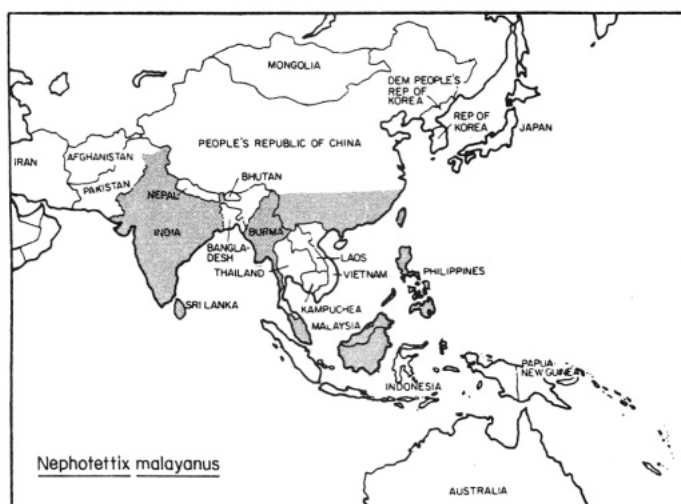 MONGOLIA
DEM PEOPLE'S
REP OF
KOREA
REP OF
KOREA
JAPAN
PEOPLE'S REPUBLIC OF CHINA
IRAN
AFGHANISTAN
PAKISTAN
BHUTAN
NEPAL
INDIA
BURMA
BANGLA-
DESH
LAOS
THAILAND
VIETNAM
PHILIPPINES
KAMPUCHEA
SRI LANKA
MALAYSIA
PAPUA
NEW GUINEA
INDONESIA
Nephotettix malayanus
AUSTRALIA